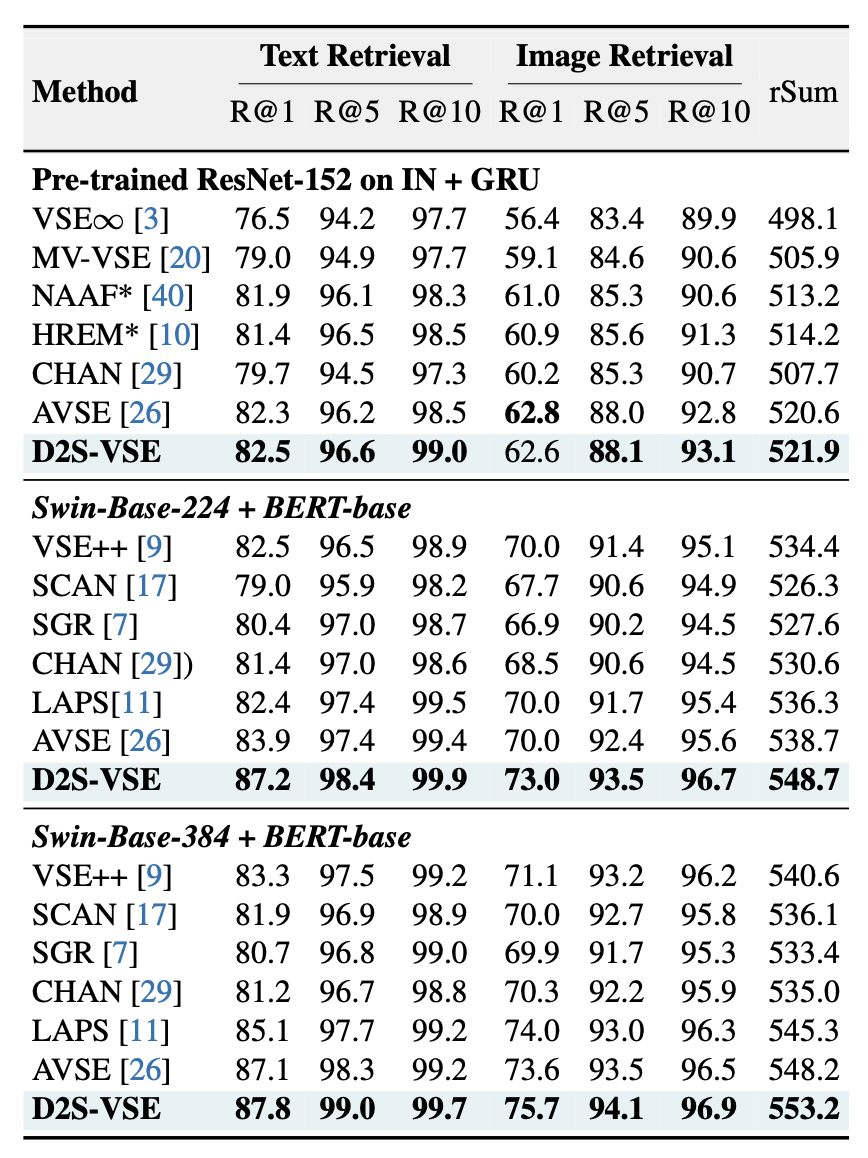 Method Text Retrieval Image Retrieval rSum
R@1 R@5 R@10 R@1 R@5 R@10
Pre-trained ResNet-152 on IN + GRU
VSE∞ [3] 76.5 94.2 97.7 56.4 83.4 89.9 498.1
MV-VSE [20] 79.0 94.9 97.7 59.1 84.6 90.6 505.9
NAAF* [40] 81.9 96.1 98.3 61.0 85.3 90.6 513.2
HREM* [10] 81.4 96.5 98.5 60.9 85.6 91.3 514.2
CHAN [29] 79.7 94.5 97.3 60.2 85.3 90.7 507.7
AVSE [26] 82.3 96.2 98.5 62.8 88.0 92.8 520.6
D2S-VSE 82.5 96.6 99.0 62.6 88.1 93.1 521.9
Swin-Base-224 + BERT-base
VSE++ [9] 82.5 96.5 98.9 70.0 91.4 95.1 534.4
SCAN [17] 79.0 95.9 98.2 67.7 90.6 94.9 526.3
SGR [7] 80.4 97.0 98.7 66.9 90.2 94.5 527.6
CHAN [29]) 81.4 97.0 98.6 68.5 90.6 94.5 530.6
LAPS[11] 82.4 97.4 99.5 70.0 91.7 95.4 536.3
AVSE [26] 83.9 97.4 99.4 70.0 92.4 95.6 538.7
D2S-VSE 87.2 98.4 99.9 73.0 93.5 96.7 548.7
Swin-Base-384 + BERT-base
VSE++ [9] 83.3 97.5 99.2 71.1 93.2 96.2 540.6
SCAN [17] 81.9 96.9 98.9 70.0 92.7 95.8 536.1
SGR [7] 80.7 96.8 99.0 69.9 91.7 95.3 533.4
CHAN [29] 81.2 96.7 98.8 70.3 92.2 95.9 535.0
LAPS [11] 85.1 97.7 99.2 74.0 93.0 96.3 545.3
AVSE [26] 87.1 98.3 99.2 73.6 93.5 96.5 548.2
D2S-VSE 87.8 99.0 99.7 75.7 94.1 96.9 553.2